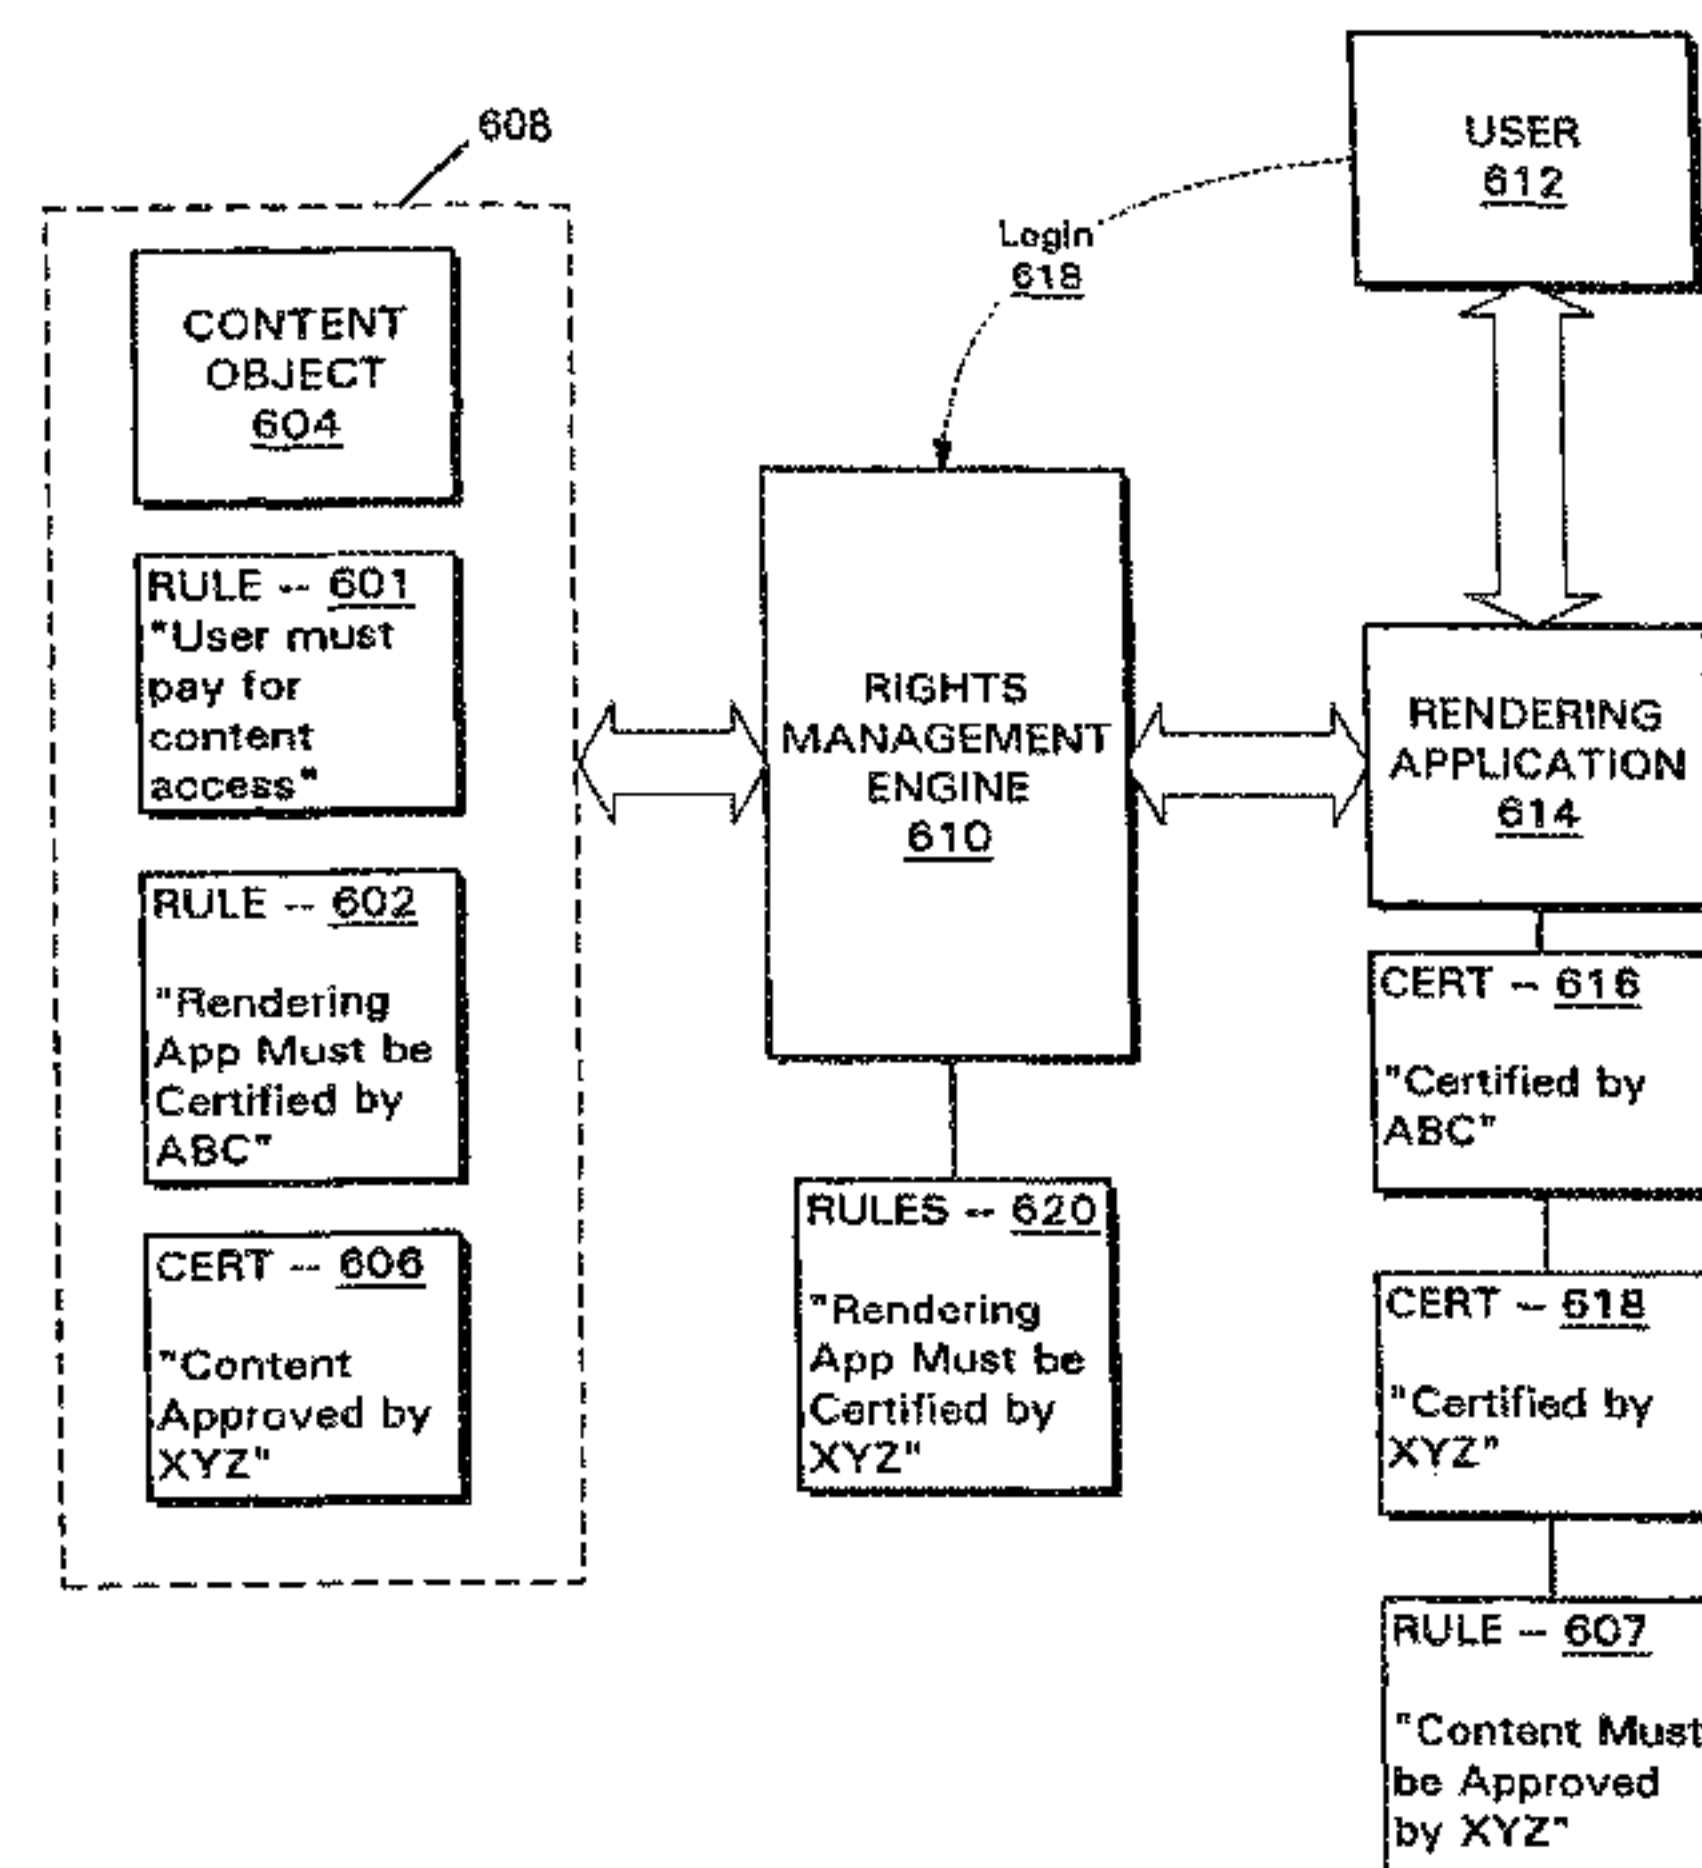 608
CONTENT
OBJECT
604
RULE -- 601
"User must
pay for
content
access"
RULE -- 602
"Rendering
App Must be
Certified by
ABC"
CERT -- 606
"Content
Approved by
XYZ"
Login
618
RIGHTS
MANAGEMENT
ENGINE
610
RULES -- 620
"Rendering
App Must be
Certified by
XYZ"
USER
612
RENDERING
APPLICATION
614
CERT -- 616
"Certified by
ABC"
CERT -- 618
"Certified by
XYZ"
RULE -- 607
"Content Must
be Approved
by XYZ"